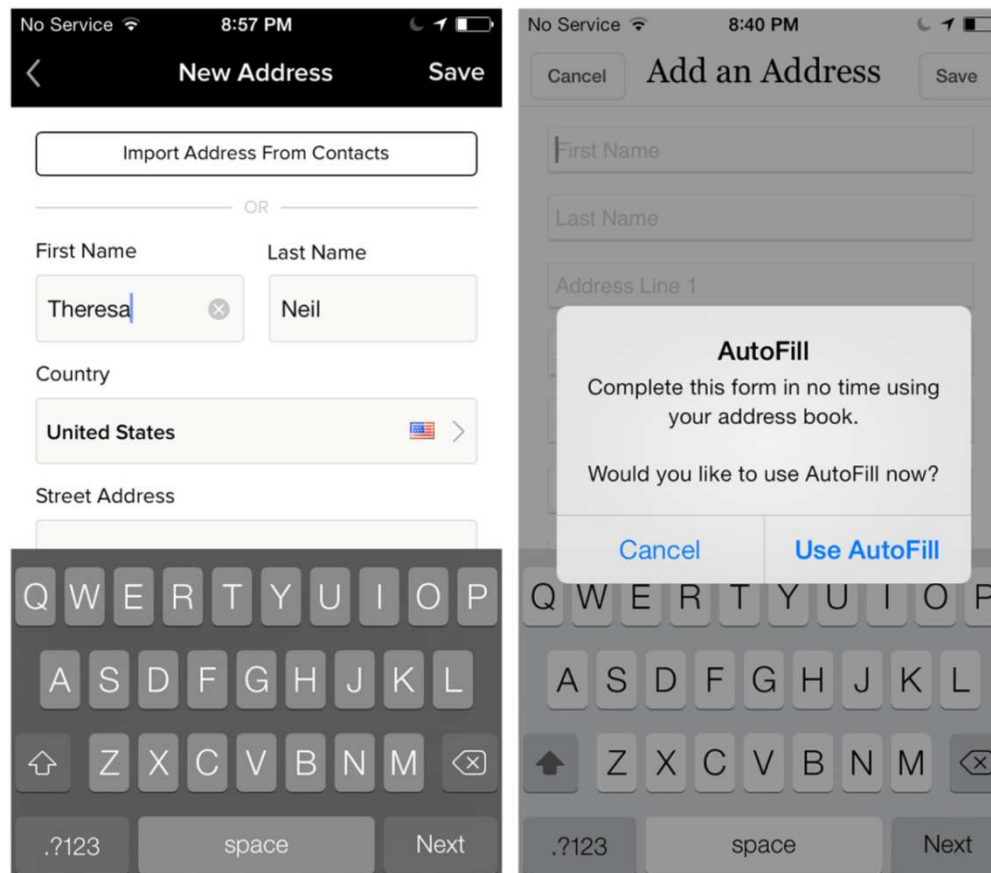 No Service 8:57 PM
New Address Save
Import Address From Contacts
OR
First Name Last Name
Theresa Neil
Country
United States
Street Address
Q W E R T Y U I O P
A S D F G H J K L
Z X C V B N M
.?123 space Next
No Service 8:40 PM
Cancel Add an Address Save
First Name
Last Name
Address Line 1
AutoFill
Complete this form in no time using
your address book.
Would you like to use AutoFill now?
Cancel Use AutoFill
Q W E R T Y U I O P
A S D F G H J K L
Z X C V B N M
.?123 space Next